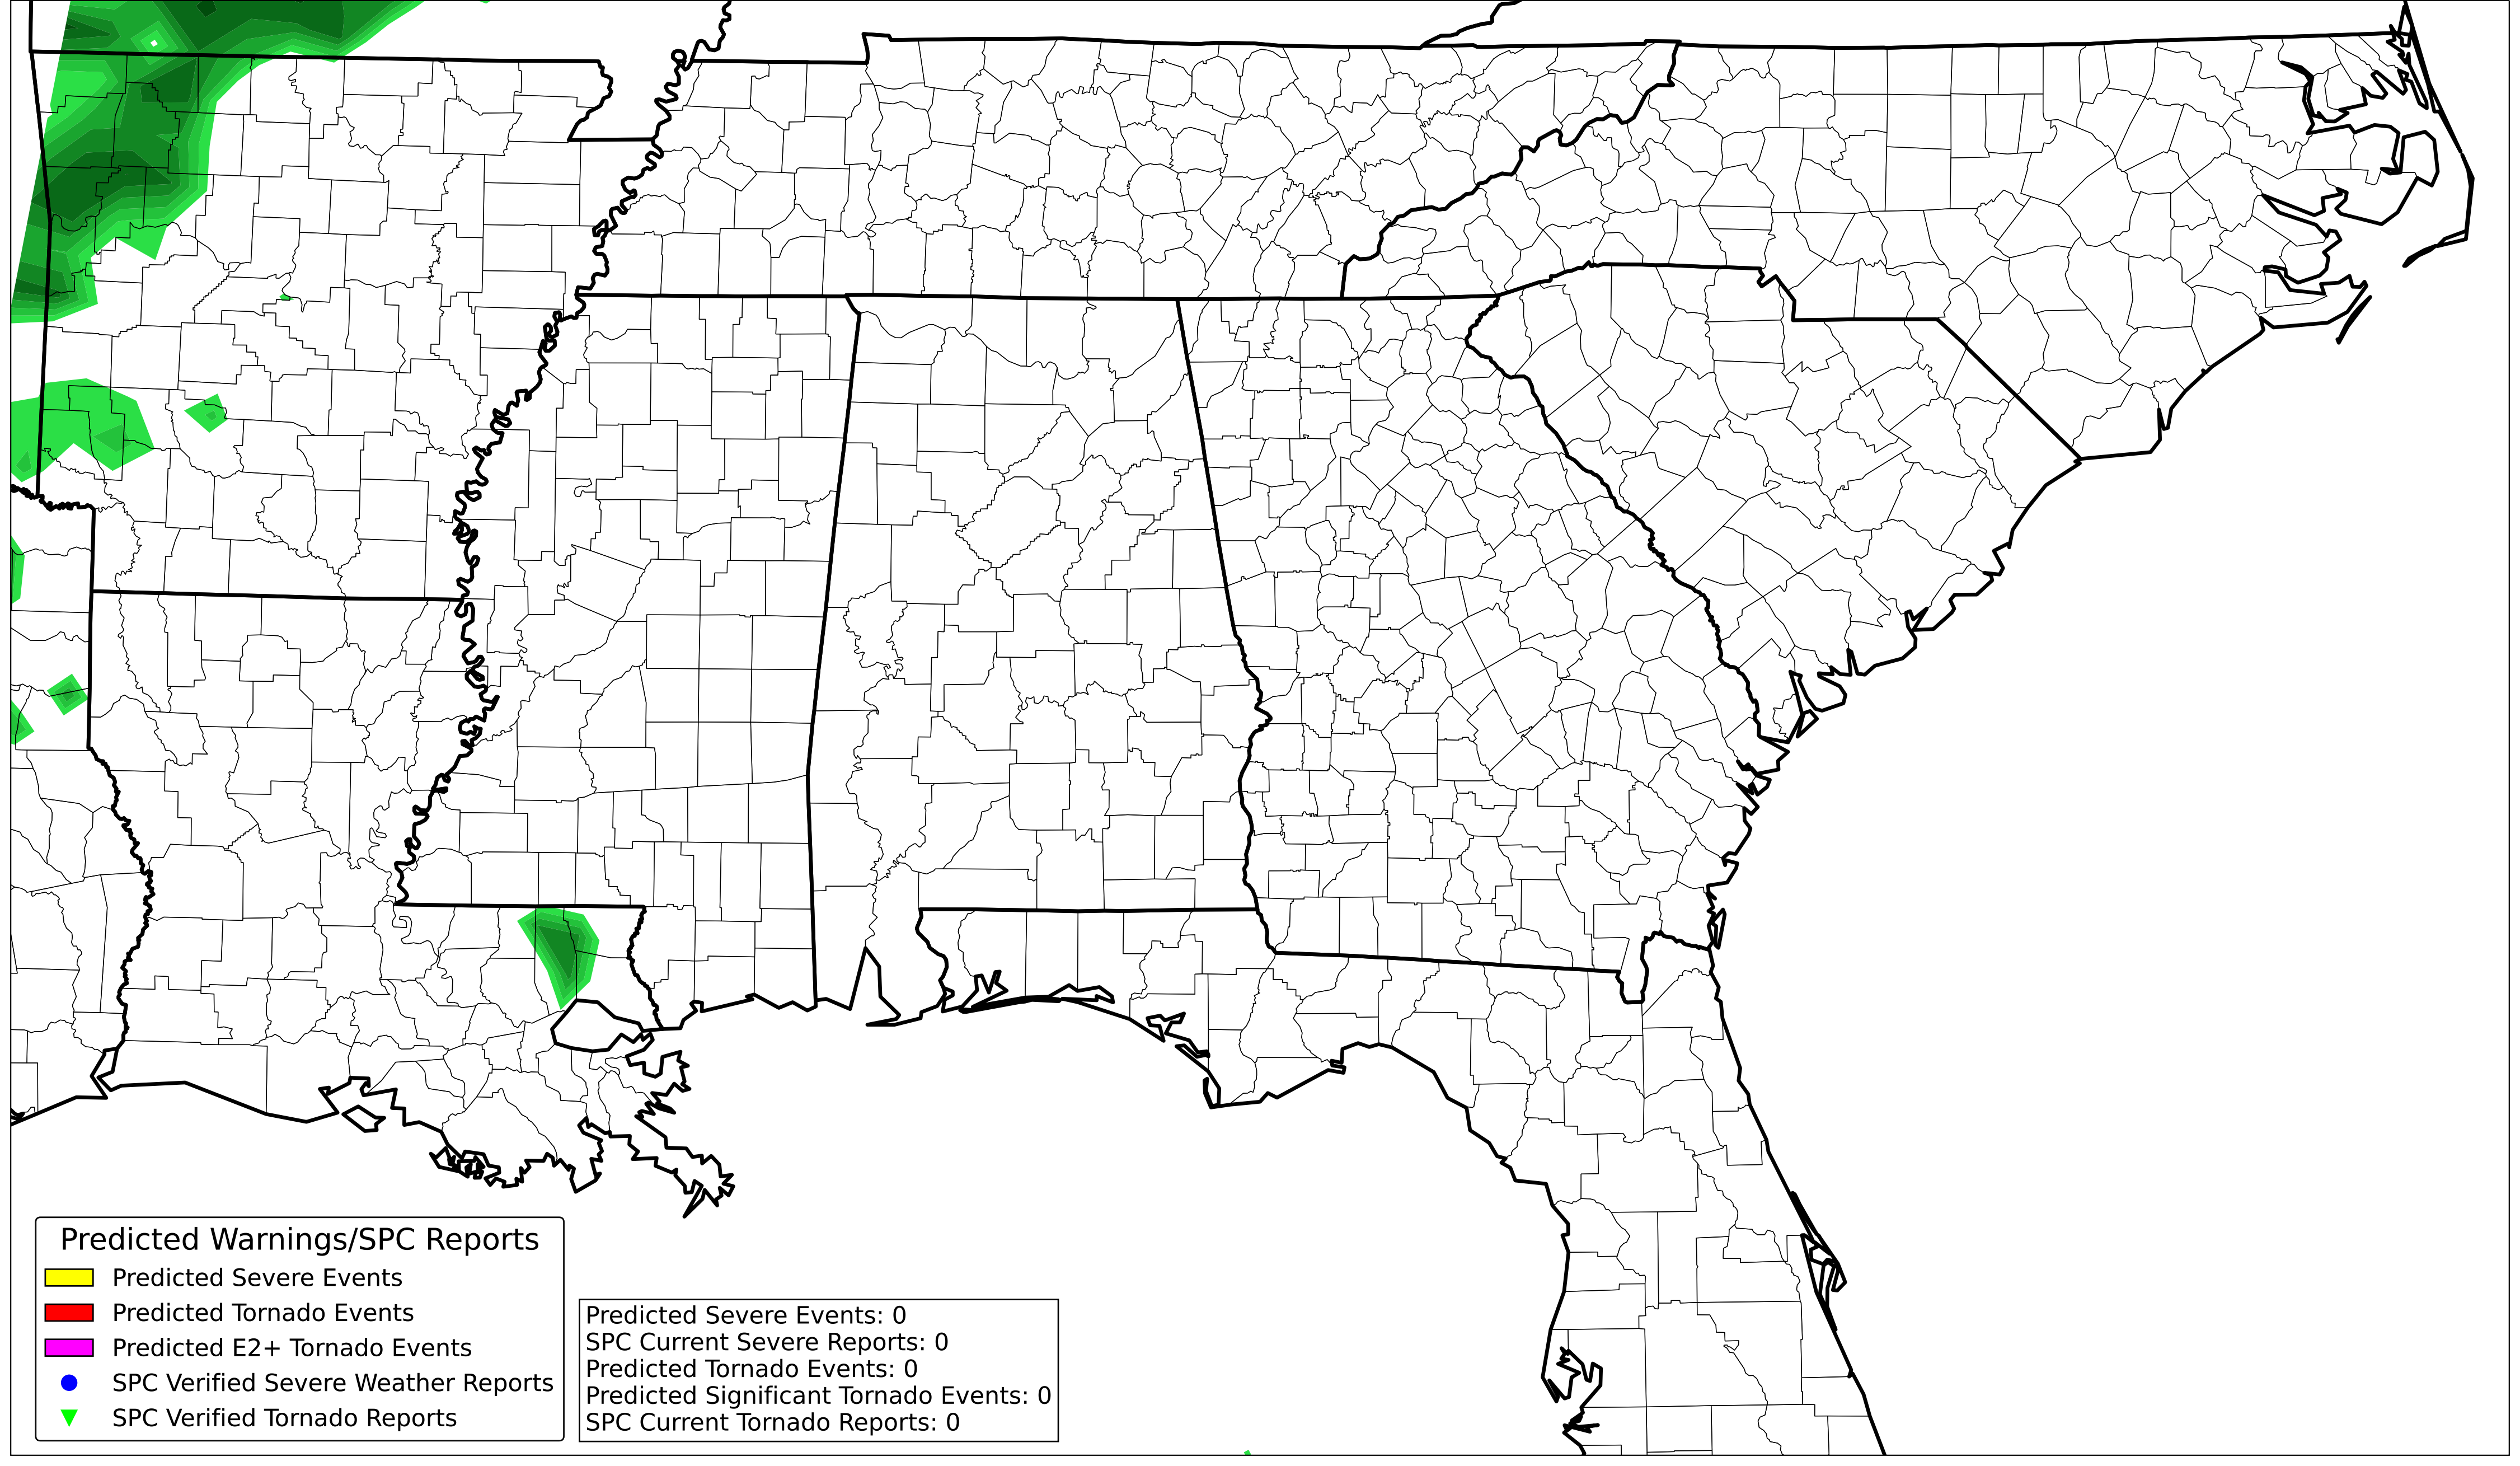 Predicted Warnings/SPC Reports
Predicted Severe Events
Predicted Tornado Events
Predicted E2+ Tornado Events
SPC Verified Severe Weather Reports
SPC Verified Tornado Reports
Predicted Severe Events: 0
SPC Current Severe Reports: 0
Predicted Tornado Events: 0
Predicted Significant Tornado Events: 0
SPC Current Tornado Reports: 0